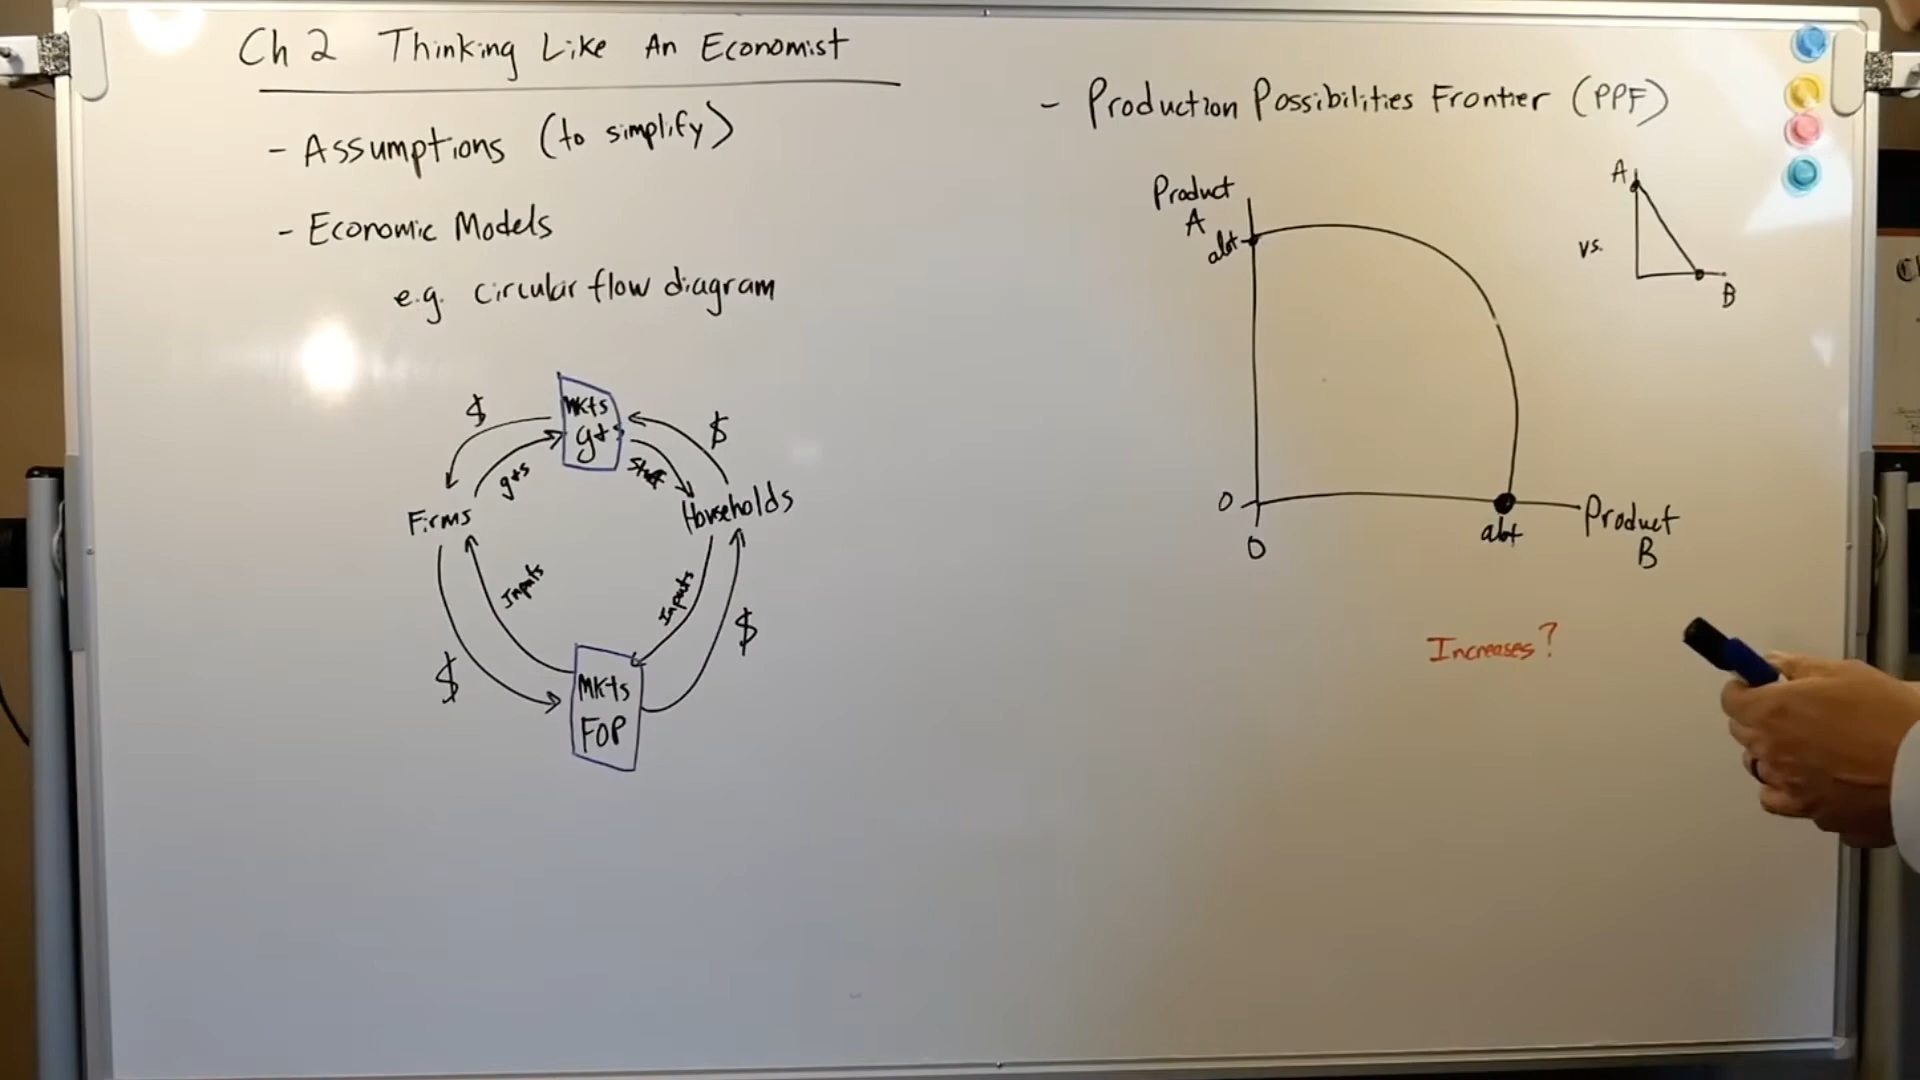 Ch 2 Thinking Like An Economist
- Assumptions (to simplify)
- Economic Models
e.g. circular flow diagram
$
Mkts
g+s
$
g+s
Stuff
Firms
Households
Inputs
Inputs
$
$
Mkts
FOP
- Production Possibilities Frontier (PPF)
Product
A
alot
0
0
alot
Product
B
vs.
A
B
Increases?